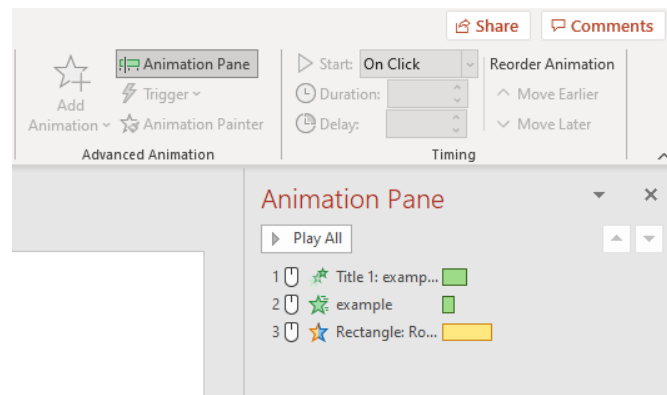 Share Comments
Animation Pane Start: On Click Reorder Animation
Add Animation Trigger Duration: Move Earlier
Animation Painter Delay: Move Later
Advanced Animation Timing
Animation Pane
Play All
1 Title 1: examp...
2 example
3 Rectangle: Ro...